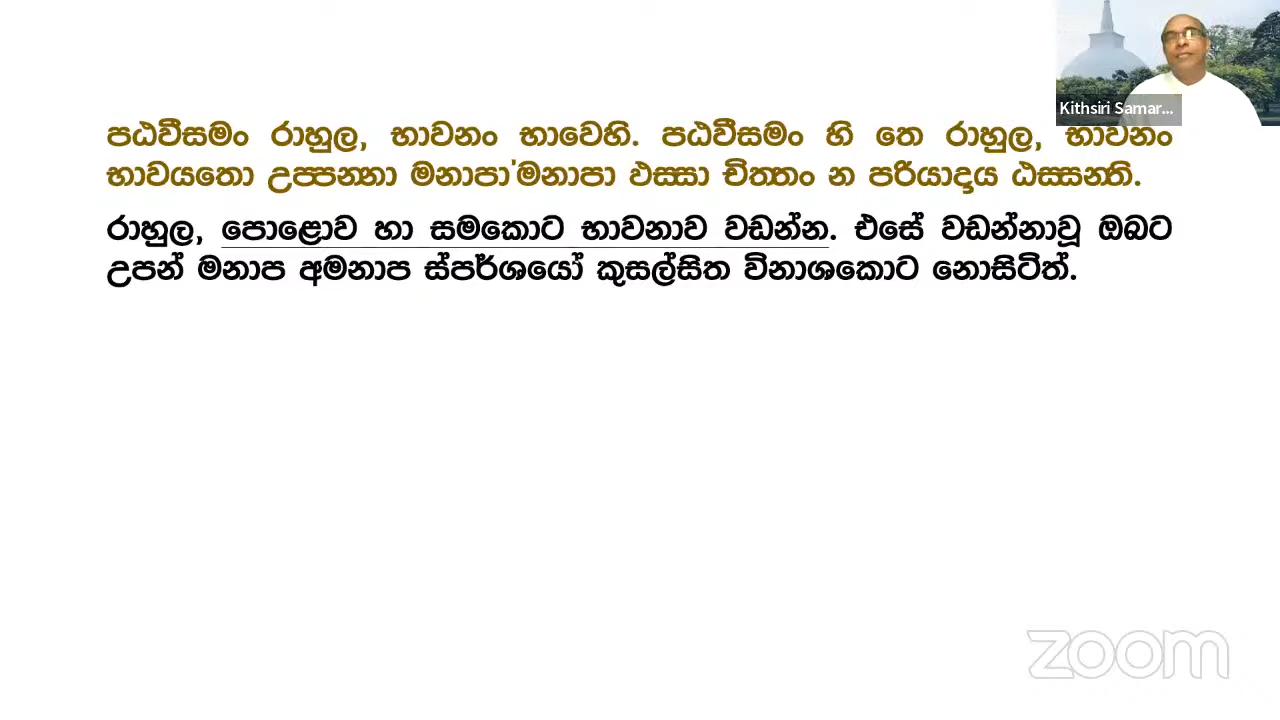 Kithsiri Samar...
පඨවීසමං රාහුල, භාවනං භාවෙහි. පඨවීසමං හි තෙ රාහුල, භාවනං
භාවයතො උප‍්පන‍්නා මනාපා'මනාපා ඵස‍්සා චිත‍්තං න පරියාදාය ඨස‍්සන‍්ති.
රාහුල, පොළොව හා සමකොට භාවනාව වඩන්න. එසේ වඩන්නාවූ ඔබට
උපන් මනාප අමනාප ස්පර්ශයෝ කුසල්සිත විනාශකොට නොසිටිත්.
zoom